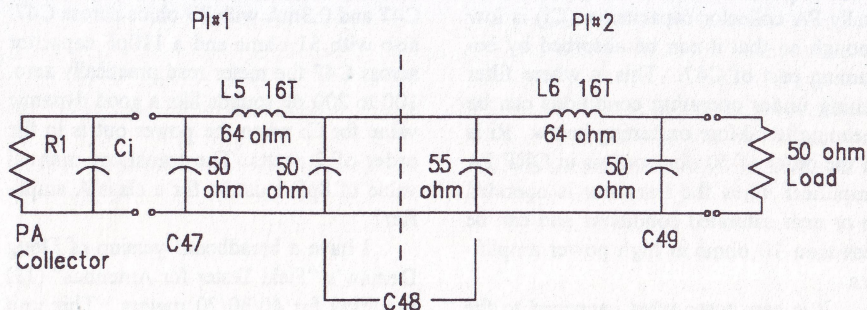 PI#1
PI#2
L5 16T
L6 16T
R1
Ci
64 ohm
64 ohm
50 ohm
50 ohm
55 ohm
50 ohm
50 ohm load
PA Collector
C47
C49
C48